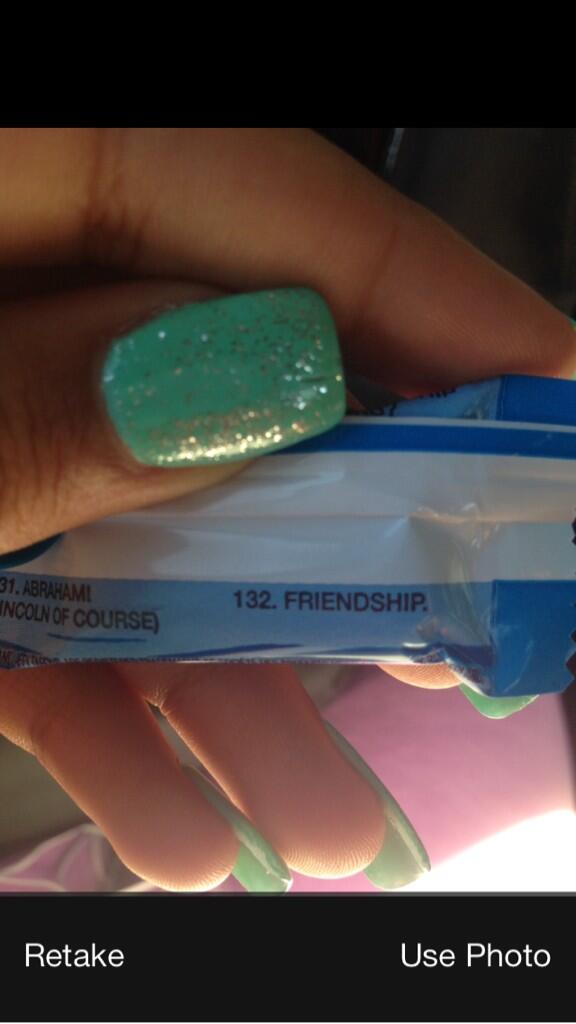 31. ABRAHAM!
INCOLN OF COURSE)
132. FRIENDSHIP.
Retake
Use Photo